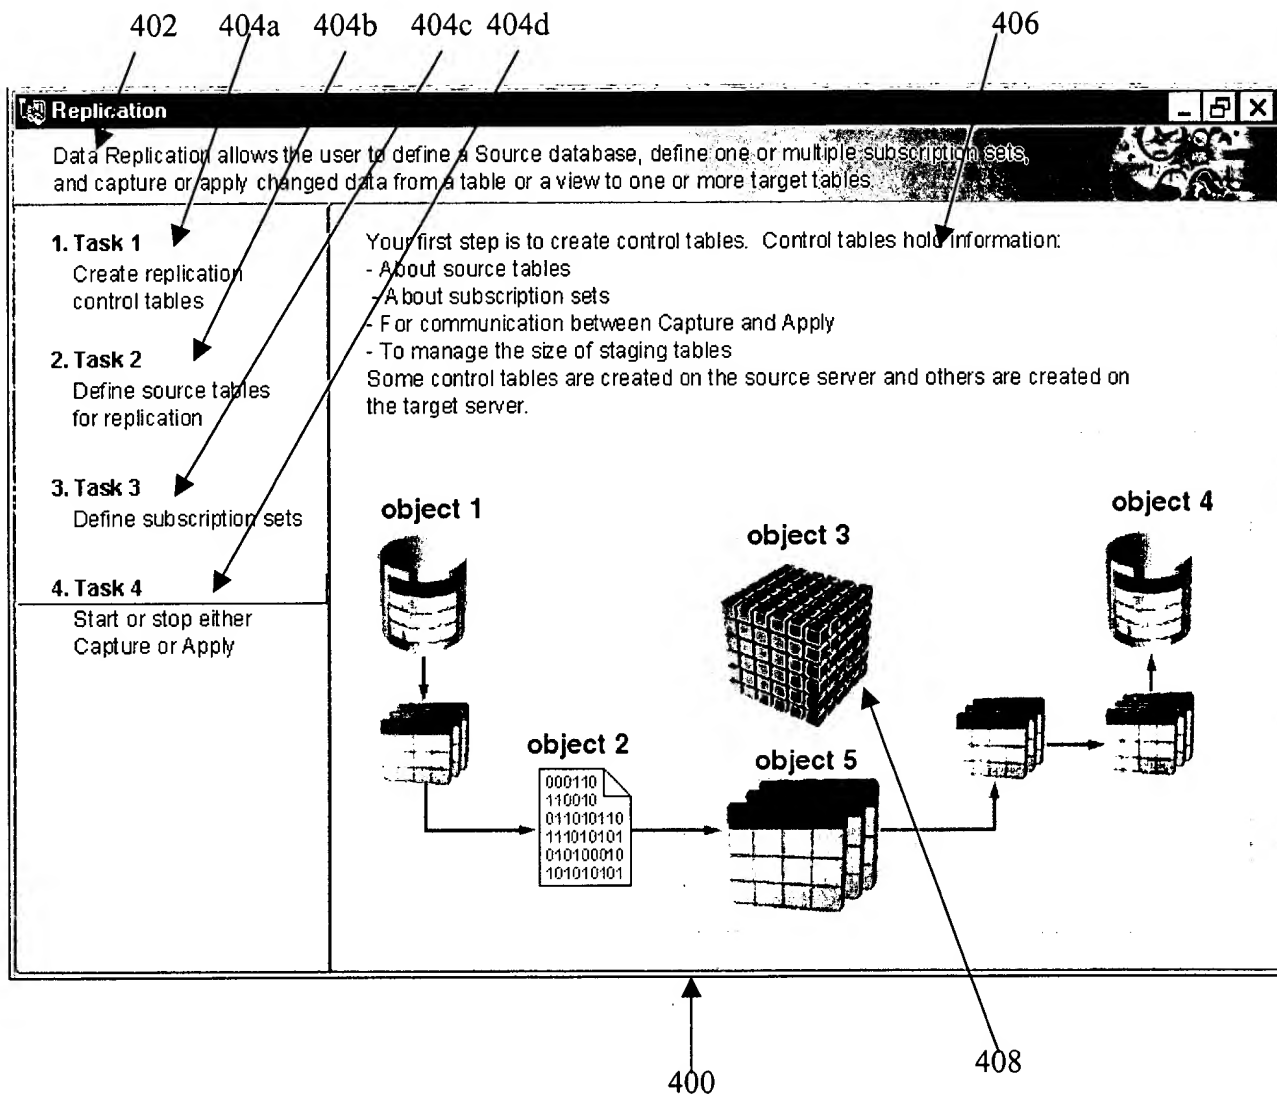 402 404a 404b 404c 404d 406
Replication
Data Replication allows the user to define a Source database, define one or multiple subscription sets,
and capture or apply changed data from a table or a view to one or more target tables.
1. Task 1
Create replication
control tables
2. Task 2
Define source tables
for replication
3. Task 3
Define subscription sets
4. Task 4
Start or stop either
Capture or Apply
Your first step is to create control tables. Control tables hold information:
- About source tables
- About subscription sets
- For communication between Capture and Apply
- To manage the size of staging tables
Some control tables are created on the source server and others are created on
the target server.
object 1
object 3
object 4
object 2
object 5
000110
110010
011010110
111010101
010100010
101010101
408
400